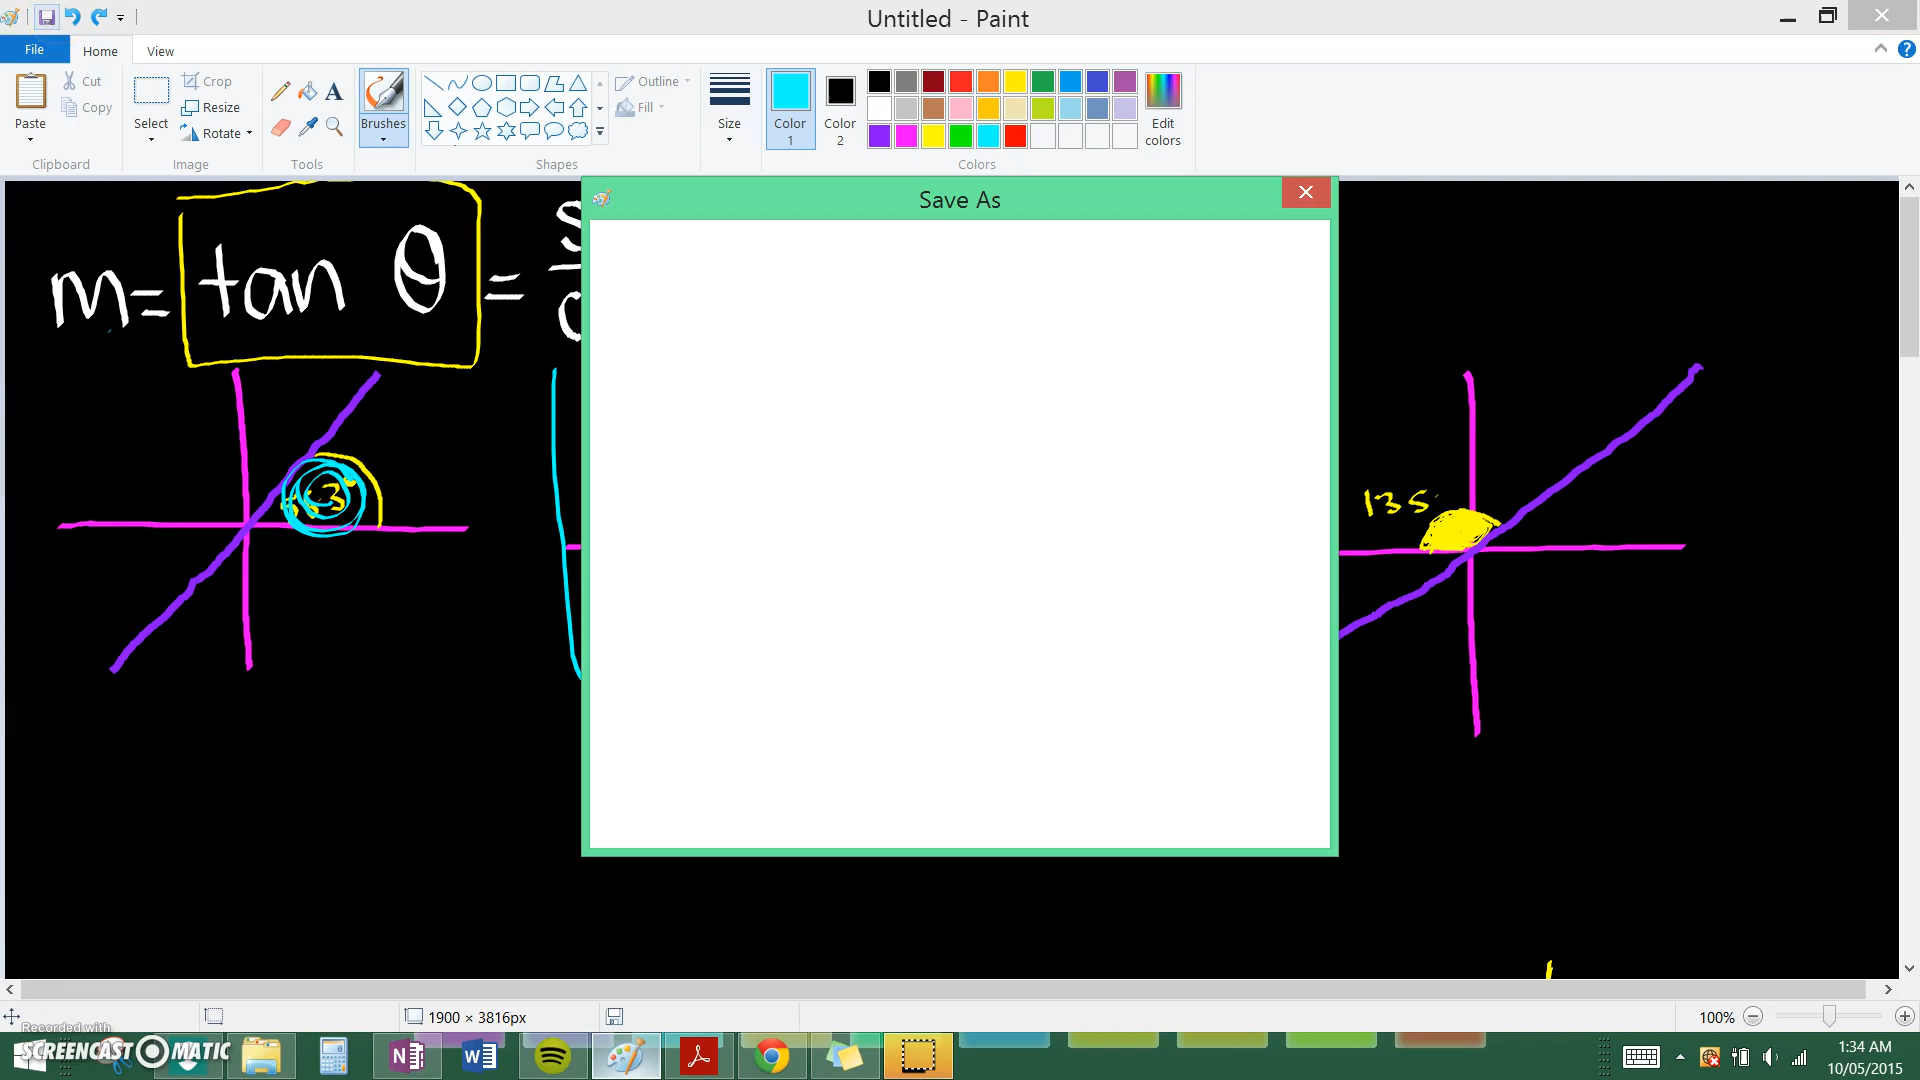 Untitled - Paint
File Home View
Paste Cut Copy Clipboard
Select Crop Resize Rotate Image
Tools
Brushes
Shapes
Outline Fill
Size
Color 1
Color 2
Edit colors
Colors
Save As
m= tan θ =
135
1900 × 3816px
100%
Recorded with
SCREENCAST MATIC
1:34 AM
10/05/2015